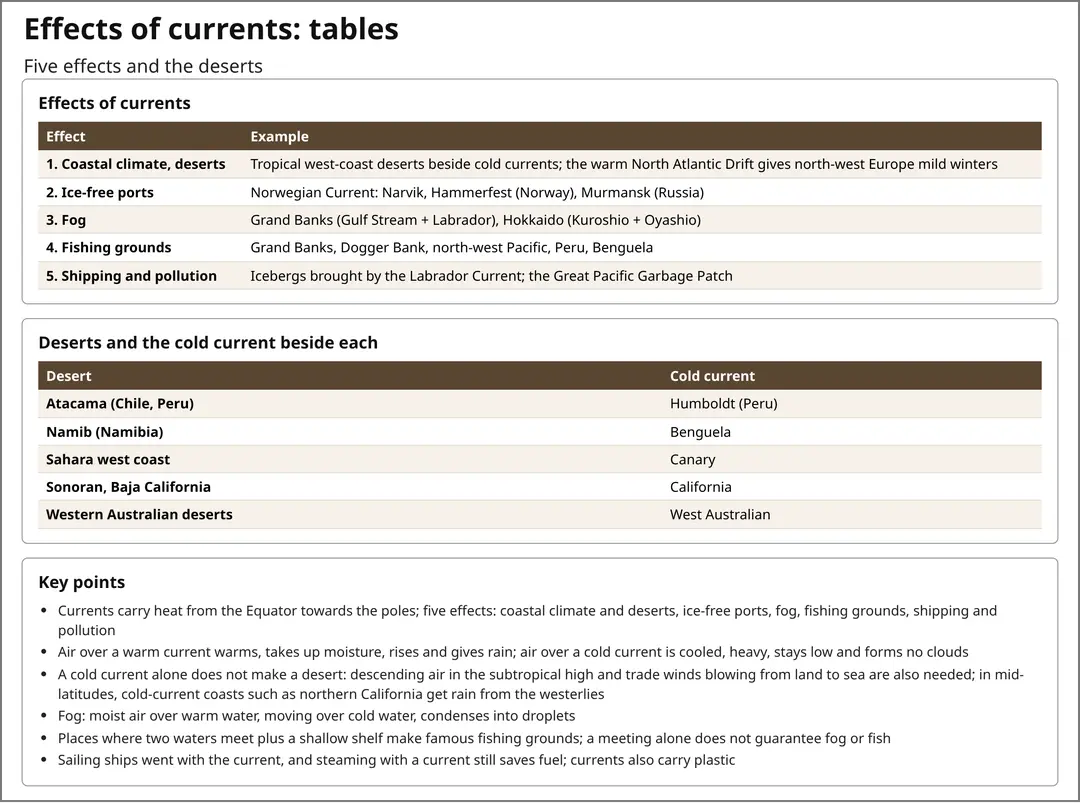 Effects of currents: tables
Five effects and the deserts
Effects of currents
Effect Example
1. Coastal climate, deserts Tropical west-coast deserts beside cold currents; the warm North Atlantic Drift gives north-west Europe mild winters
2. Ice-free ports Norwegian Current: Narvik, Hammerfest (Norway), Murmansk (Russia)
3. Fog Grand Banks (Gulf Stream + Labrador), Hokkaido (Kuroshio + Oyashio)
4. Fishing grounds Grand Banks, Dogger Bank, north-west Pacific, Peru, Benguela
5. Shipping and pollution Icebergs brought by the Labrador Current; the Great Pacific Garbage Patch
Deserts and the cold current beside each
Desert Cold current
Atacama (Chile, Peru) Humboldt (Peru)
Namib (Namibia) Benguela
Sahara west coast Canary
Sonoran, Baja California California
Western Australian deserts West Australian
Key points
• Currents carry heat from the Equator towards the poles; five effects: coastal climate and deserts, ice-free ports, fog, fishing grounds, shipping and
pollution
• Air over a warm current warms, takes up moisture, rises and gives rain; air over a cold current is cooled, heavy, stays low and forms no clouds
• A cold current alone does not make a desert: descending air in the subtropical high and trade winds blowing from land to sea are also needed; in mid-
latitudes, cold-current coasts such as northern California get rain from the westerlies
• Fog: moist air over warm water, moving over cold water, condenses into droplets
• Places where two waters meet plus a shallow shelf make famous fishing grounds; a meeting alone does not guarantee fog or fish
• Sailing ships went with the current, and steaming with a current still saves fuel; currents also carry plastic